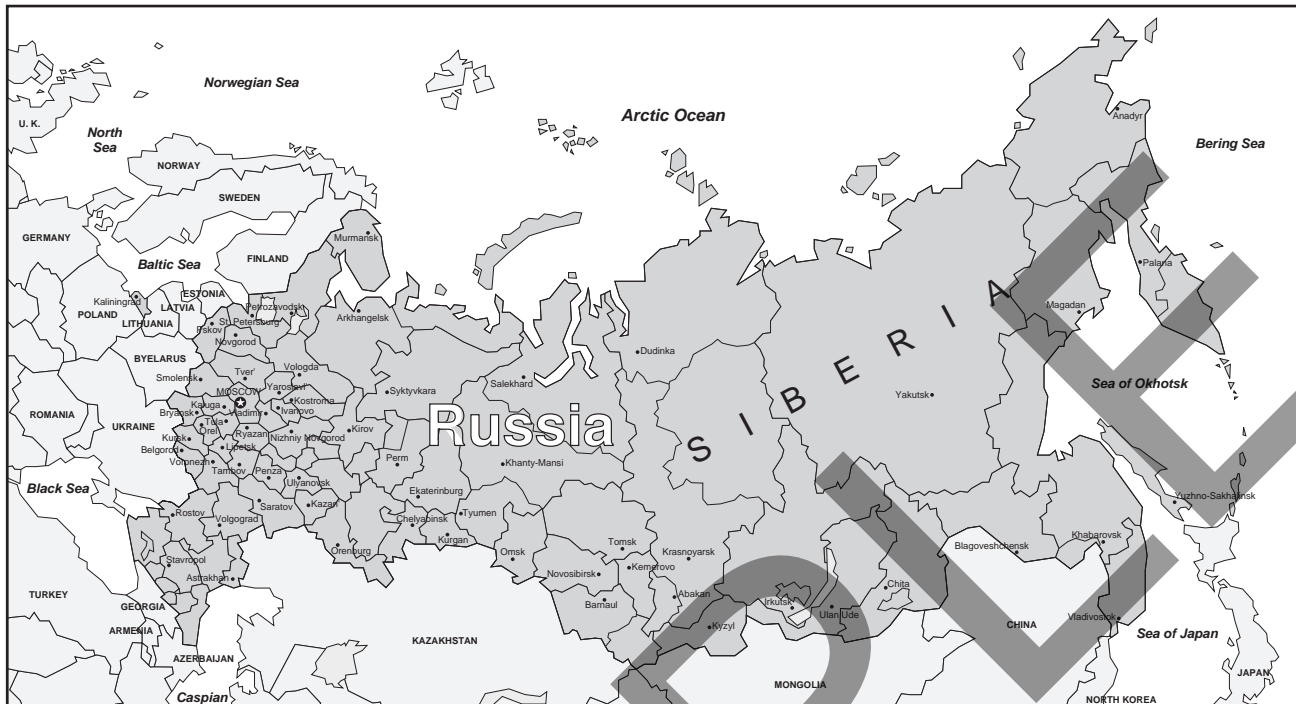 Norwegian Sea
Arctic Ocean
Anadyr
U. K.
North
Sea
Bering Sea
NORWAY
SWEDEN
GERMANY
Murmansk
FINLAND
Baltic Sea
Palana
Kaliningrad
ESTONIA
LATVIA
POLAND
LITHUANIA
Petrozavodsk
St. Petersburg
Pskov
Novgorod
Arkhangelsk
Magadan
SIBERIA
Dudinka
BYELARUS
Smolensk
Tver'
Vologda
Salekhard
Sea of Okhotsk
MOSCOW
Yaroslavl'
Syktyvkara
Yakutsk
Kostroma
Kaluga
Bryansk
Vladimir
Ivanovo
ROMANIA
UKRAINE
Tula
Orel
Ryazan
Nizhniy Novgorod
Kirov
Russia
Kursk
Belgorod
Lipetsk
Voronezh
Tambov
Penza
Perm
Khanty-Mansi
Black Sea
Ulyanovsk
Ekaterinburg
Yuzhno-Sakhalinsk
Rostov
Volgograd
Saratov
Kazan
Chelyabinsk
Tyumen
Kurgan
Orenburg
Omsk
Tomsk
Krasnoyarsk
Blagoveshchensk
Khabarovsk
Stavropol
Astrakhan
Novosibirsk
Kemerovo
Chita
TURKEY
GEORGIA
Barnaul
Abakan
Irkutsk
Ulan Ude
Vladivostok
ARMENIA
KAZAKHSTAN
Kyzyl
CHINA
Sea of Japan
AZERBAIJAN
Caspian
MONGOLIA
JAPAN
NORTH KOREA
PLE